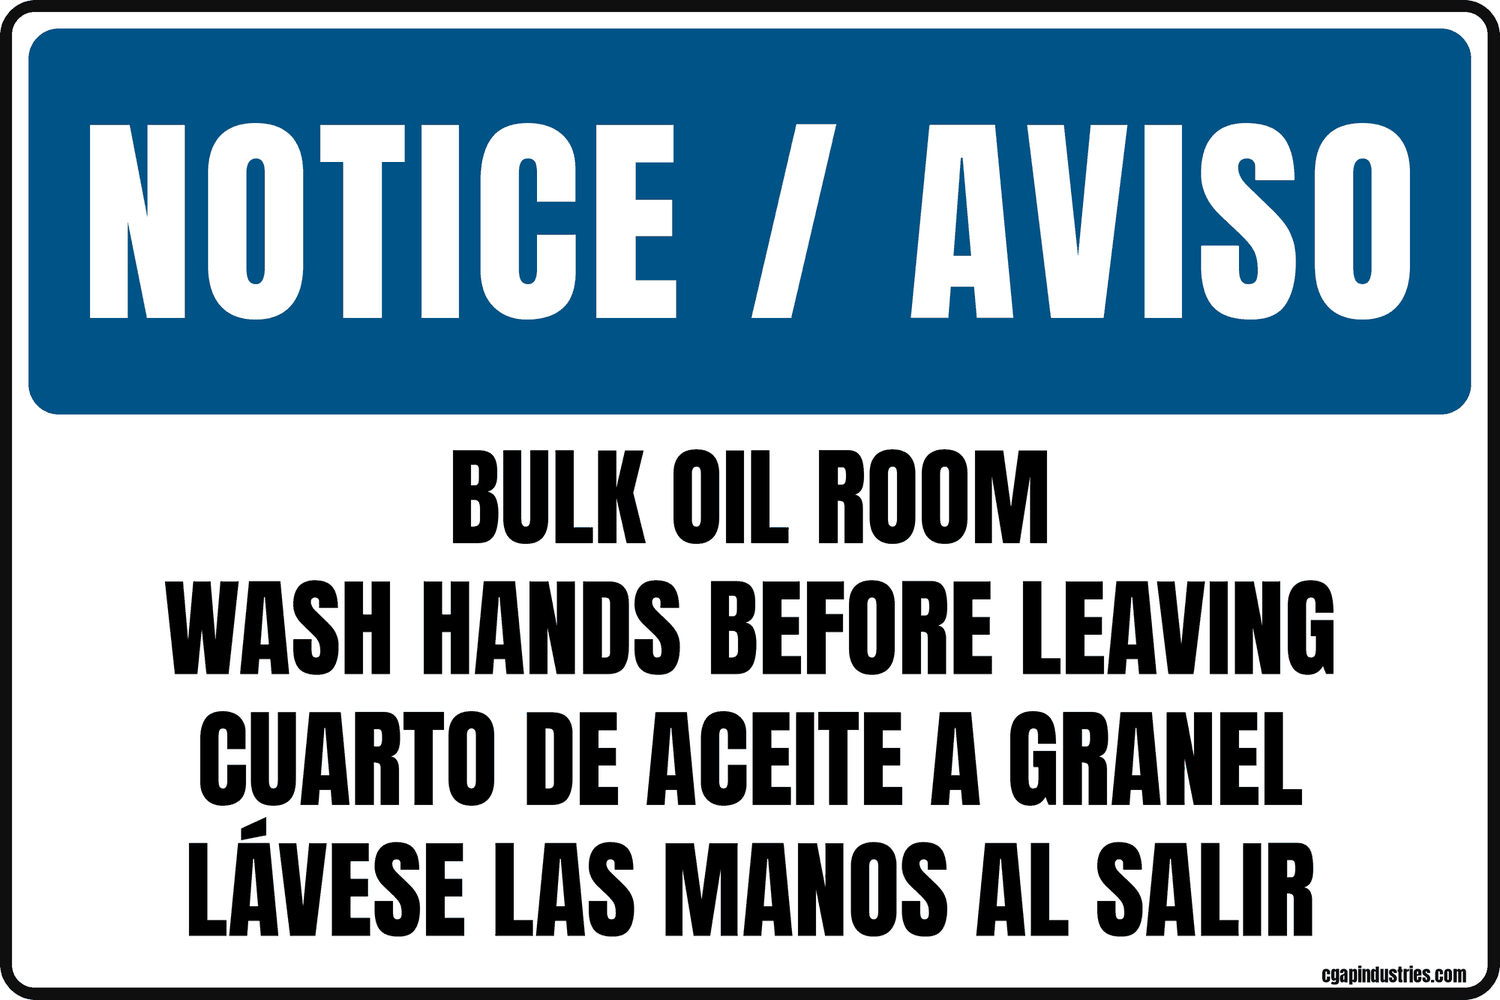 NOTICE / AVISO
BULK OIL ROOM
WASH HANDS BEFORE LEAVING
CUARTO DE ACEITE A GRANEL
LÁVESE LAS MANOS AL SALIR
cgapindustries.com